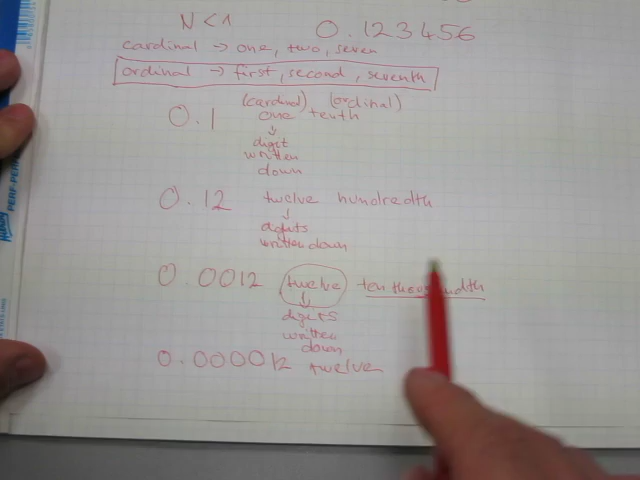 N < 1
0.123456
cardinal → one, two, seven
ordinal → first, second, seventh
(cardinal) (ordinal)
0.1 one tenth
↓
digit
written
down
0.12 twelve hundredth
↓
digits
written down
0.0012 twelve ten thousandth
↓
digits
written
down
0.000012 twelve